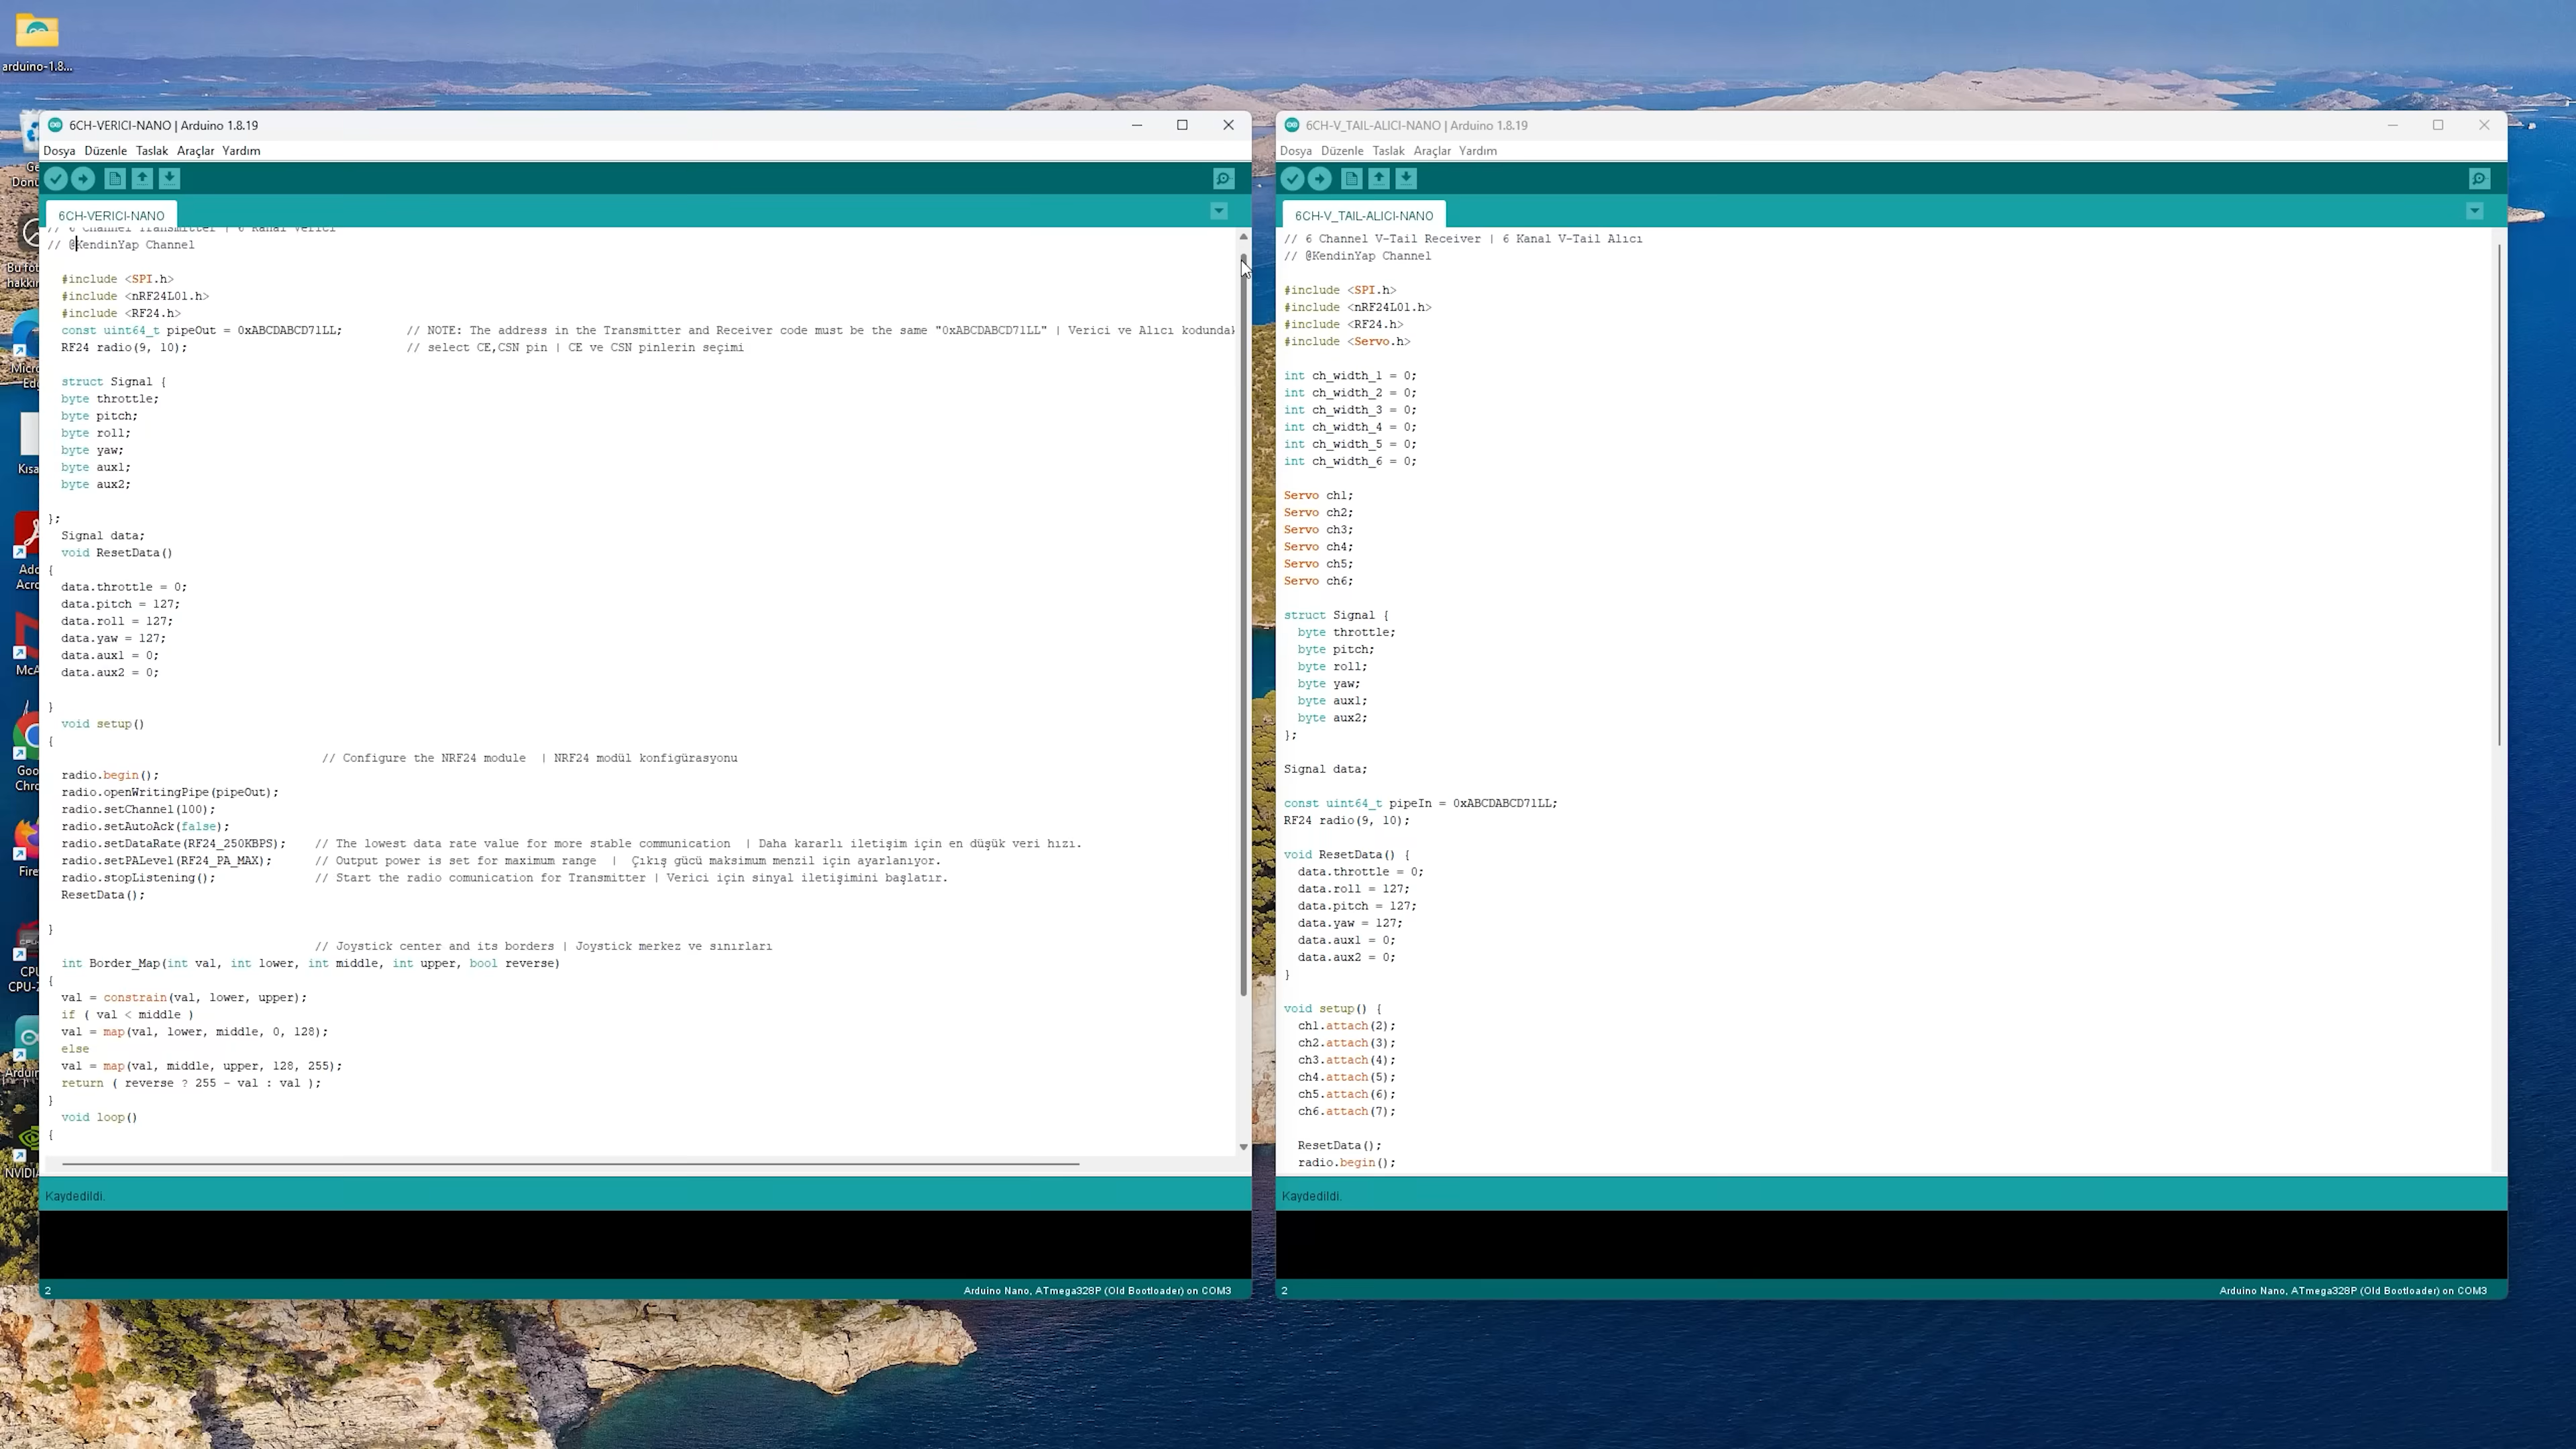 arduino-1.8...
6CH-VERICI-NANO | Arduino 1.8.19
Dosya Düzenle Taslak Araçlar Yardım
6CH-VERICI-NANO
// 6 Channel Transmitter | 6 Kanal Verici
// @KendinYap Channel
#include <SPI.h>
#include <nRF24L01.h>
#include <RF24.h>
const uint64_t pipeOut = 0xABCDABCD71LL; // NOTE: The address in the Transmitter and Receiver code must be the same "0xABCDABCD71LL" | Verici ve Alıcı kodundak
RF24 radio(9, 10); // select CE,CSN pin | CE ve CSN pinlerin seçimi
struct Signal {
byte throttle;
byte pitch;
byte roll;
byte yaw;
byte aux1;
byte aux2;
};
Signal data;
void ResetData()
{
data.throttle = 0;
data.pitch = 127;
data.roll = 127;
data.yaw = 127;
data.aux1 = 0;
data.aux2 = 0;
}
void setup()
{
// Configure the NRF24 module | NRF24 modül konfigürasyonu
radio.begin();
radio.openWritingPipe(pipeOut);
radio.setChannel(100);
radio.setAutoAck(false);
radio.setDataRate(RF24_250KBPS); // The lowest data rate value for more stable communication | Daha kararlı iletişim için en düşük veri hızı.
radio.setPALevel(RF24_PA_MAX); // Output power is set for maximum range | Çıkış gücü maksimum menzil için ayarlanıyor.
radio.stopListening(); // Start the radio comunication for Transmitter | Verici için sinyal iletişimini başlatır.
ResetData();
}
// Joystick center and its borders | Joystick merkez ve sınırları
int Border_Map(int val, int lower, int middle, int upper, bool reverse)
{
val = constrain(val, lower, upper);
if ( val < middle )
val = map(val, lower, middle, 0, 128);
else
val = map(val, middle, upper, 128, 255);
return ( reverse ? 255 - val : val );
}
void loop()
{
Kaydedildi.
2 Arduino Nano, ATmega328P (Old Bootloader) on COM3
6CH-V_TAIL-ALICI-NANO | Arduino 1.8.19
Dosya Düzenle Taslak Araçlar Yardım
6CH-V_TAIL-ALICI-NANO
// 6 Channel V-Tail Receiver | 6 Kanal V-Tail Alıcı
// @KendinYap Channel
#include <SPI.h>
#include <nRF24L01.h>
#include <RF24.h>
#include <Servo.h>
int ch_width_1 = 0;
int ch_width_2 = 0;
int ch_width_3 = 0;
int ch_width_4 = 0;
int ch_width_5 = 0;
int ch_width_6 = 0;
Servo ch1;
Servo ch2;
Servo ch3;
Servo ch4;
Servo ch5;
Servo ch6;
struct Signal {
byte throttle;
byte pitch;
byte roll;
byte yaw;
byte aux1;
byte aux2;
};
Signal data;
const uint64_t pipeIn = 0xABCDABCD71LL;
RF24 radio(9, 10);
void ResetData() {
data.throttle = 0;
data.roll = 127;
data.pitch = 127;
data.yaw = 127;
data.aux1 = 0;
data.aux2 = 0;
}
void setup() {
ch1.attach(2);
ch2.attach(3);
ch3.attach(4);
ch4.attach(5);
ch5.attach(6);
ch6.attach(7);
ResetData();
radio.begin();
Kaydedildi.
2 Arduino Nano, ATmega328P (Old Bootloader) on COM3